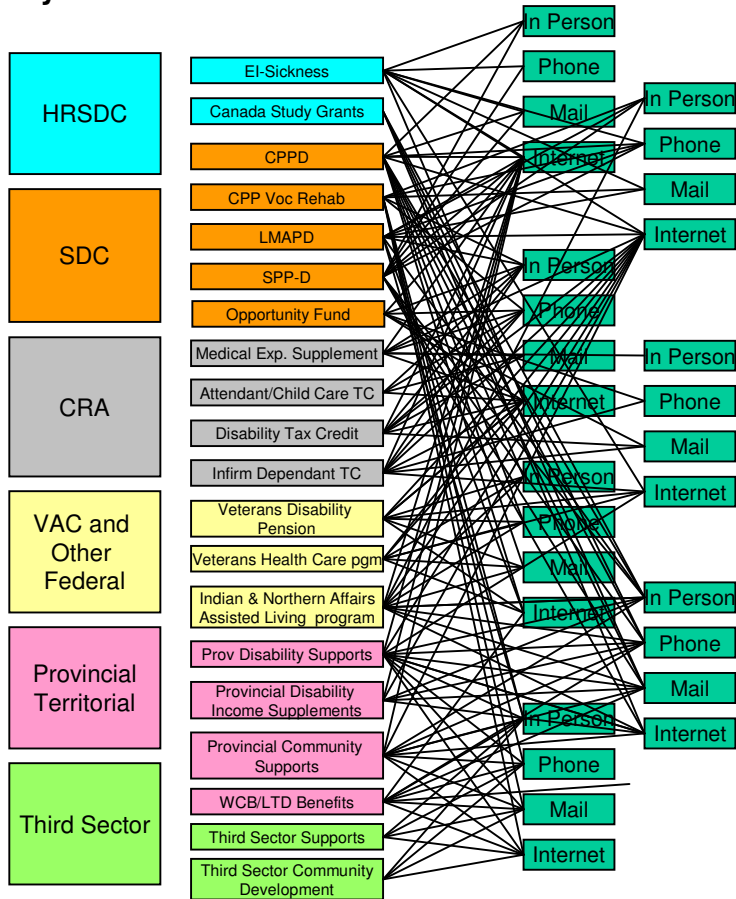 HRSDC
SDC
CRA
VAC and
Other
Federal
Provincial
Territorial
Third Sector
EI-Sickness
Canada Study Grants
CPPD
CPP Voc Rehab
LMAPD
SPP-D
Opportunity Fund
Medical Exp. Supplement
Attendant/Child Care TC
Disability Tax Credit
Infirm Dependant TC
Veterans Disability
Pension
Veterans Health Care pgm
Indian & Northern Affairs
Assisted Living program
Prov Disability Supports
Provincial Disability
Income Supplements
Provincial Community
Supports
WCB/LTD Benefits
Third Sector Supports
Third Sector Community
Development
In Person
Phone
Mail
Internet
In Person
Phone
Mail
Internet
In Person
Phone
Mail
Internet
In Person
Phone
Mail
Internet
In Person
Phone
Mail
Internet
In Person
Phone
Mail
Internet
In Person
Phone
Mail
Internet